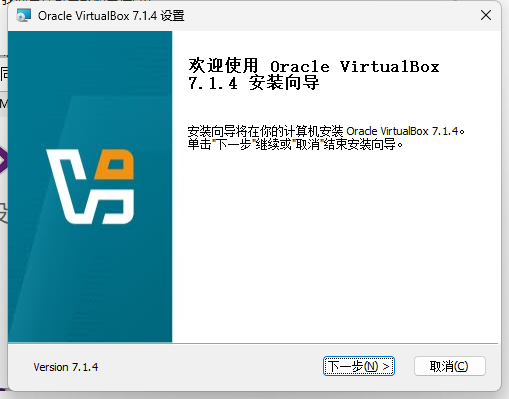 Oracle VirtualBox 7.1.4 设置
欢迎使用 Oracle VirtualBox
7.1.4 安装向导
安装向导将在你的计算机安装 Oracle VirtualBox 7.1.4。
单击"下一步"继续或"取消"结束安装向导。
Version 7.1.4
下一步(N) >
取消(C)